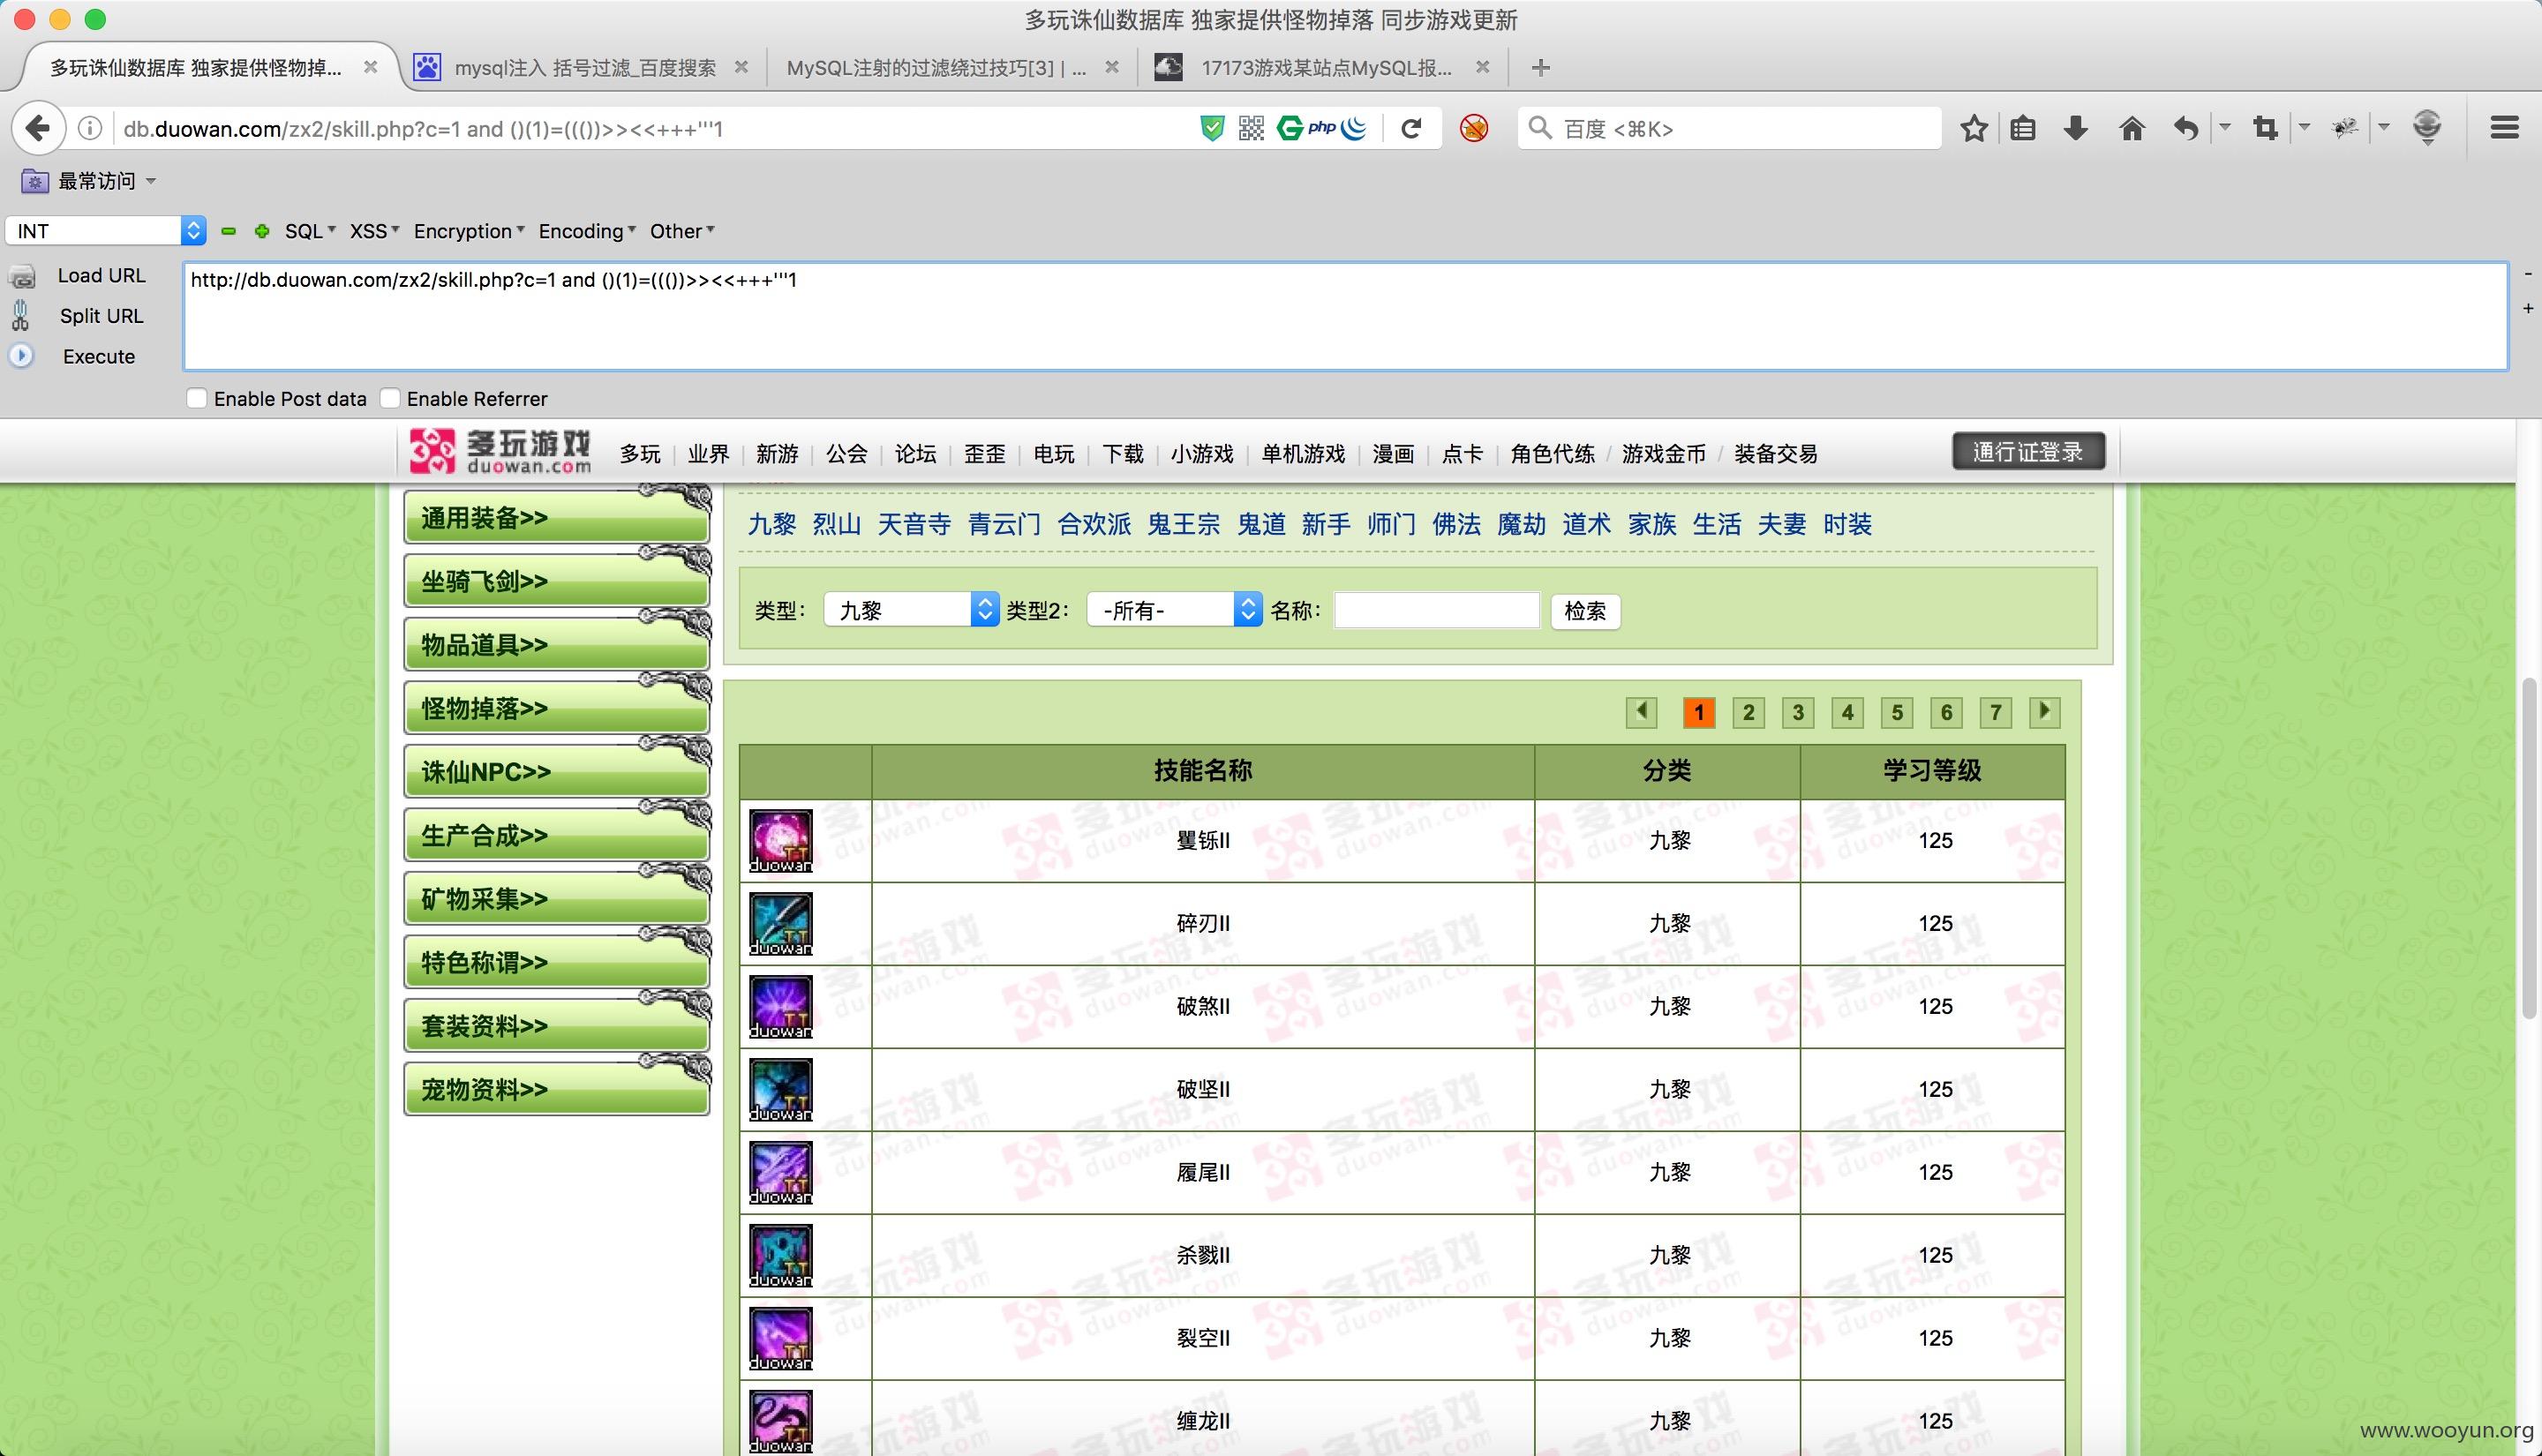 多玩诛仙数据库 独家提供怪物掉落 同步游戏更新
多玩诛仙数据库 独家提供怪物掉...
mysql注入 括号过滤_百度搜索
MySQL注射的过滤绕过技巧[3] | ...
17173游戏某站点MySQL报...
db.duowan.com/zx2/skill.php?c=1 and ()(1)=((())>><<+++'''1
php
百度 <⌘K>
最常访问
INT
SQL
XSS
Encryption
Encoding
Other
Load URL
http://db.duowan.com/zx2/skill.php?c=1 and ()(1)=((())>><<+++'''1
Split URL
Execute
Enable Post data
Enable Referrer
多玩游戏
duowan.com
多玩 | 业界 | 新游 | 公会 | 论坛 | 歪歪 | 电玩 | 下载 | 小游戏 | 单机游戏 | 漫画 | 点卡 | 角色代练 / 游戏金币 / 装备交易
通行证登录
通用装备>>
坐骑飞剑>>
物品道具>>
怪物掉落>>
诛仙NPC>>
生产合成>>
矿物采集>>
特色称谓>>
套装资料>>
宠物资料>>
九黎 烈山 天音寺 青云门 合欢派 鬼王宗 鬼道 新手 师门 佛法 魔劫 道术 家族 生活 夫妻 时装
类型： 九黎 类型2： -所有- 名称： 检索
1 2 3 4 5 6 7
技能名称 分类 学习等级
矍铄II 九黎 125
碎刃II 九黎 125
破煞II 九黎 125
破坚II 九黎 125
履尾II 九黎 125
杀戮II 九黎 125
裂空II 九黎 125
缠龙II 九黎 125
www.wooyun.org